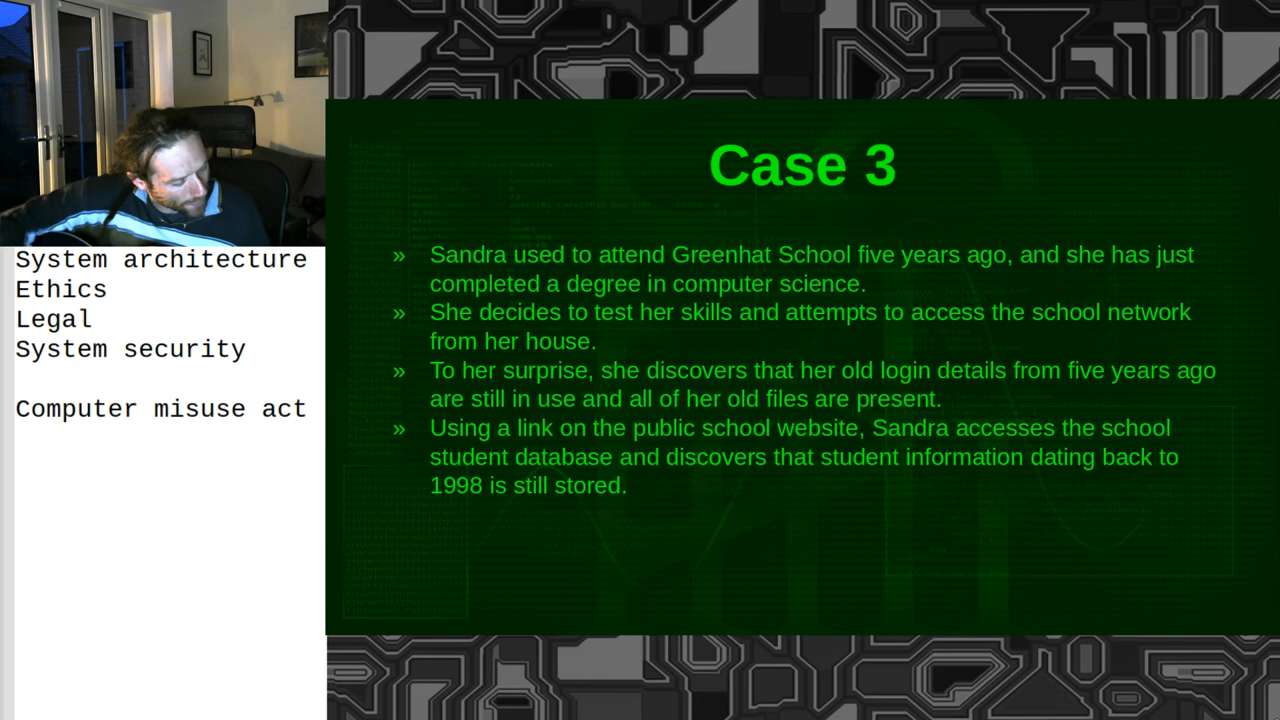 System architecture
Ethics
Legal
System security
Computer misuse act
Case 3
» Sandra used to attend Greenhat School five years ago, and she has just
completed a degree in computer science.
» She decides to test her skills and attempts to access the school network
from her house.
» To her surprise, she discovers that her old login details from five years ago
are still in use and all of her old files are present.
» Using a link on the public school website, Sandra accesses the school
student database and discovers that student information dating back to
1998 is still stored.